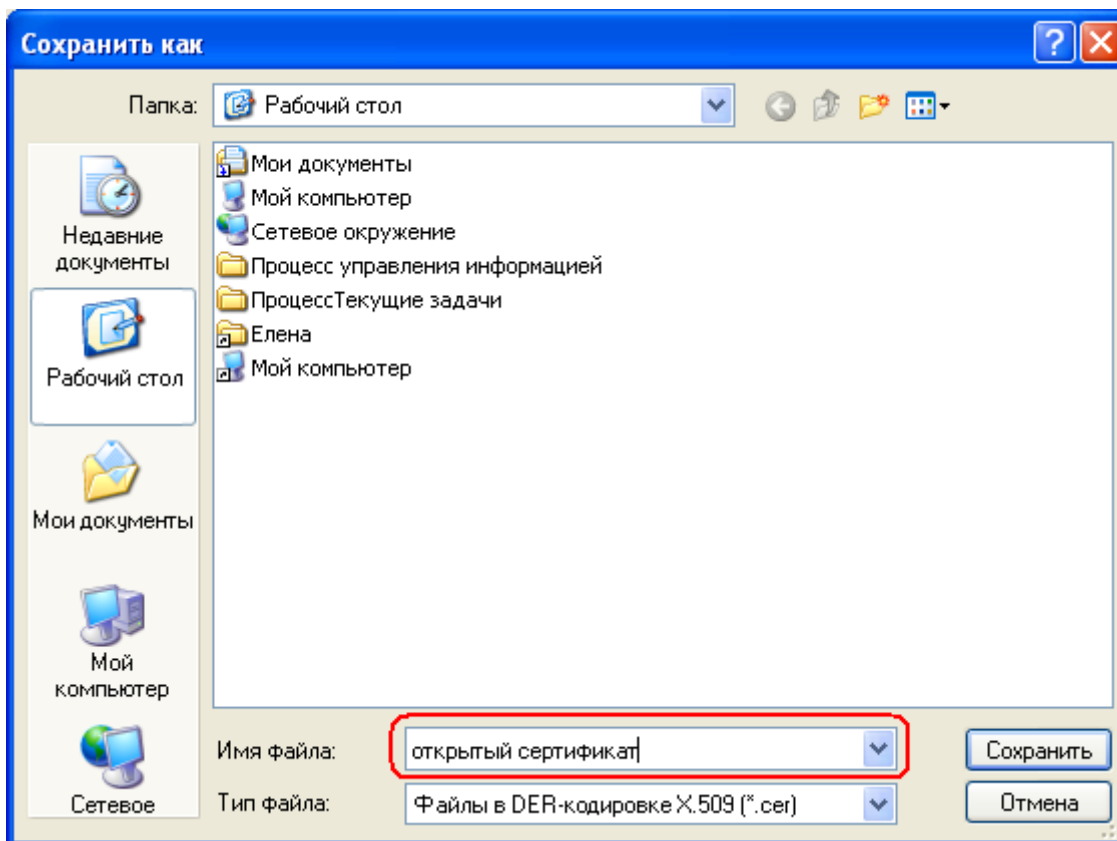 Сохранить как
Папка:
Рабочий стол
Недавние
документы
Рабочий стол
Мои документы
Мой
компьютер
Сетевое
Мои документы
Мой компьютер
Сетевое окружение
Процесс управления информацией
ПроцессТекущие задачи
Елена
Мой компьютер
Имя файла:
открытый сертификат
Сохранить
Тип файла:
Файлы в DER-кодировке X.509 (*.cer)
Отмена